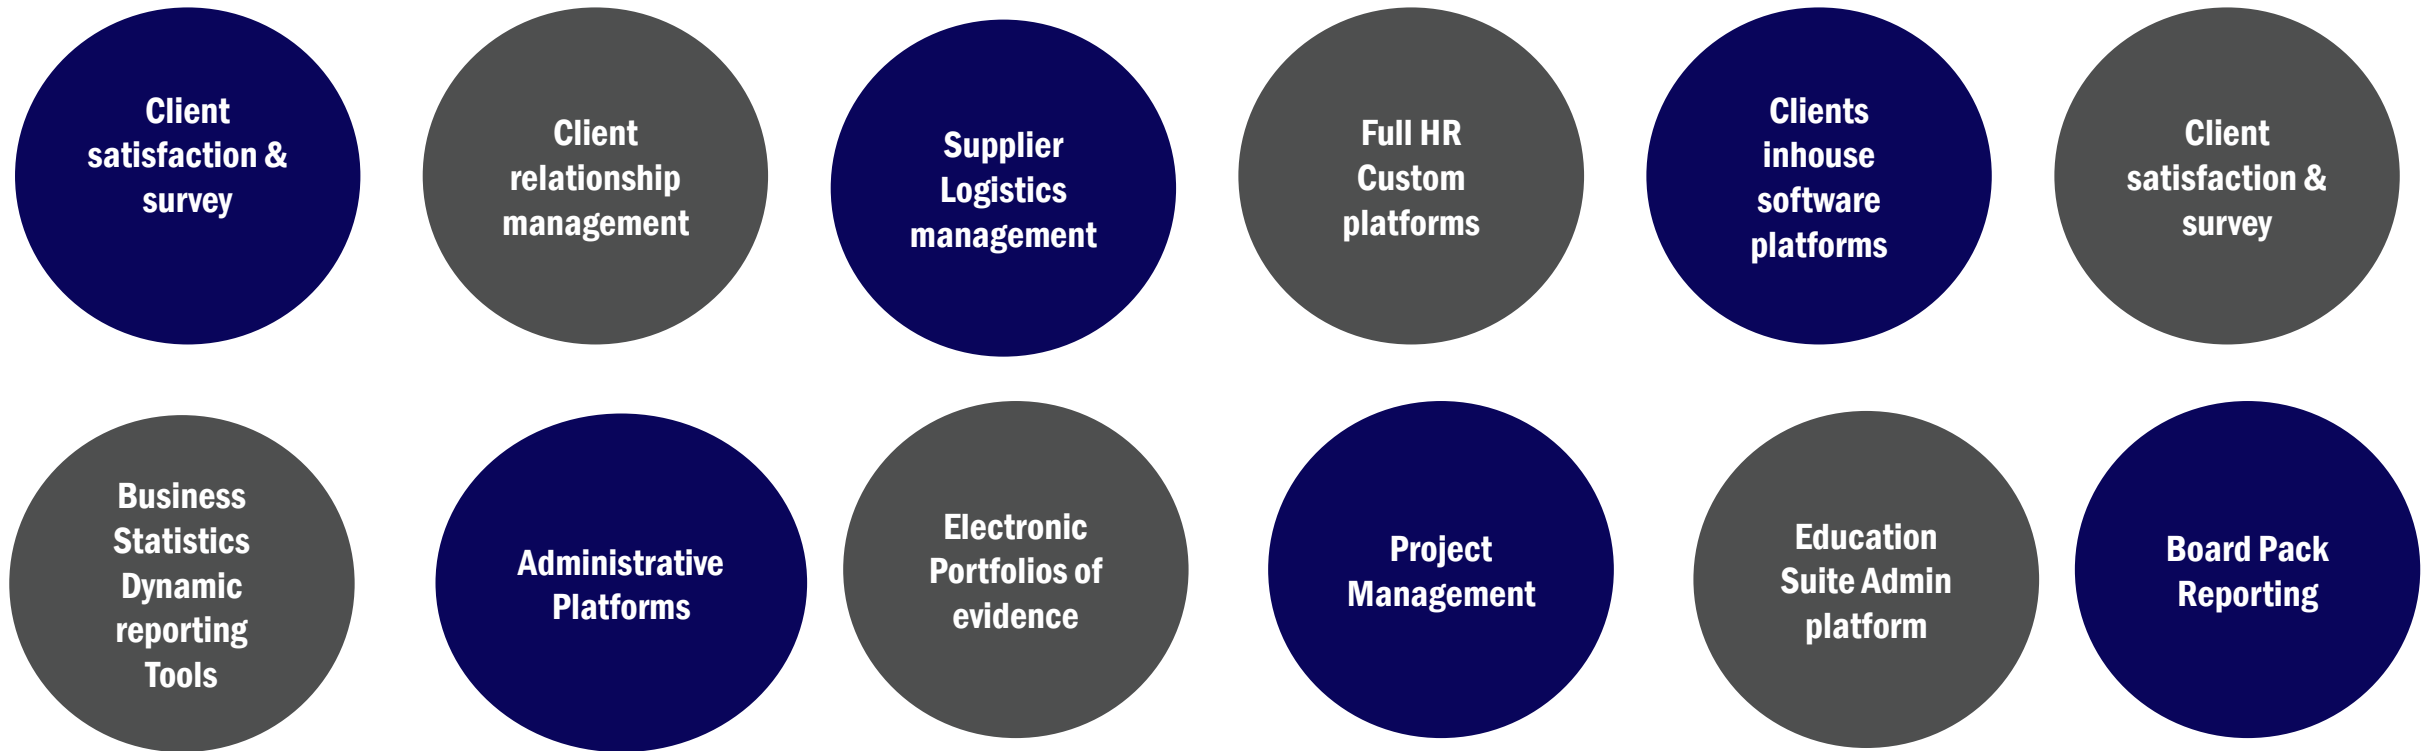 Client
satisfaction &
survey
Client
relationship
management
Supplier
Logistics
management
Full HR
Custom
platforms
Clients
inhouse
software
platforms
Client
satisfaction &
survey
Business
Statistics
Dynamic
reporting
Tools
Administrative
Platforms
Electronic
Portfolios of
evidence
Project
Management
Education
Suite Admin
platform
Board Pack
Reporting